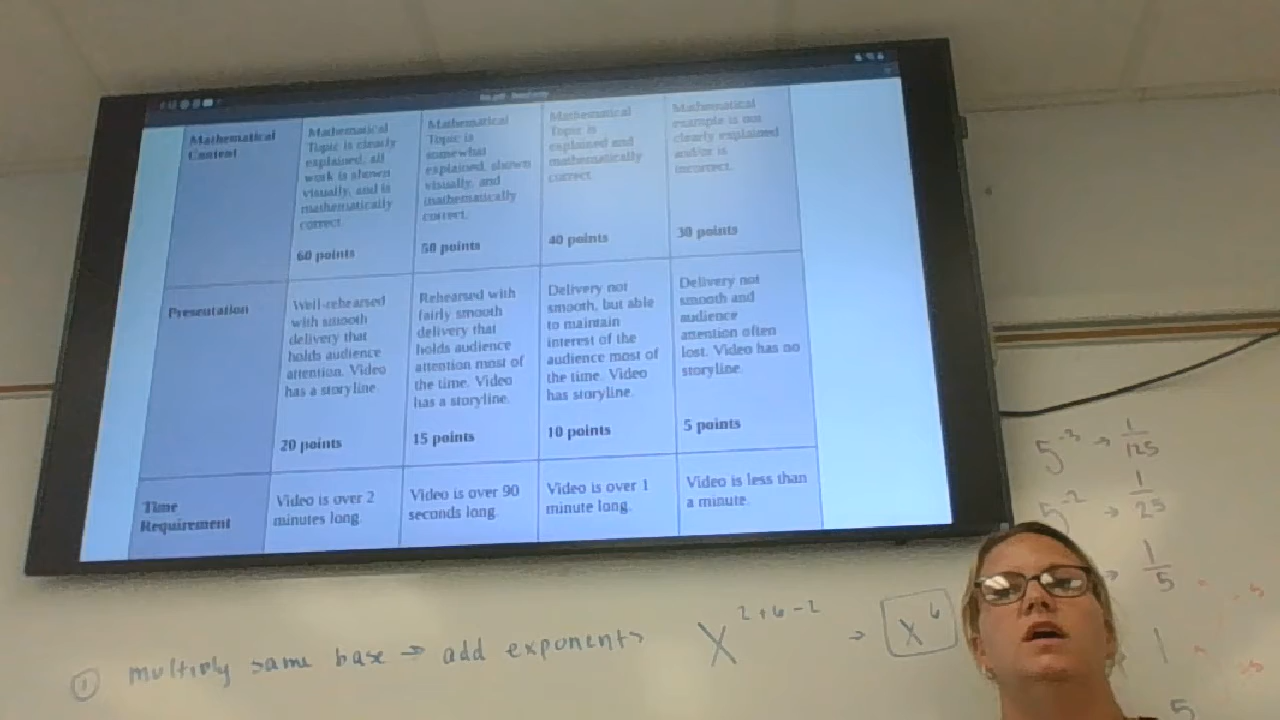 Mathematical
Content
Mathematical
Topic is clearly
explained, all
work is shown
visually, and is
mathematically
correct.
60 points
Mathematical
Topic is
somewhat
explained, shown
visually, and
mathematically
correct.
50 points
Mathematical
Topic is
explained and
mathematically
correct.
40 points
Mathematical
example is not
clearly explained
and/or is
incorrect.
30 points
Presentation
Well-rehearsed
with smooth
delivery that
holds audience
attention. Video
has a storyline.
20 points
Rehearsed with
fairly smooth
delivery that
holds audience
attention most of
the time. Video
has a storyline.
15 points
Delivery not
smooth, but able
to maintain
interest of the
audience most of
the time. Video
has storyline.
10 points
Delivery not
smooth and
audience
attention often
lost. Video has no
storyline.
5 points
Time
Requirement
Video is over 2
minutes long.
Video is over 90
seconds long.
Video is over 1
minute long.
Video is less than
a minute.
5⁻³ → 1/125
5⁻² → 1/25
→ 1/5
1
5
① multiply same base → add exponents x²⁺⁶⁻² → x⁶